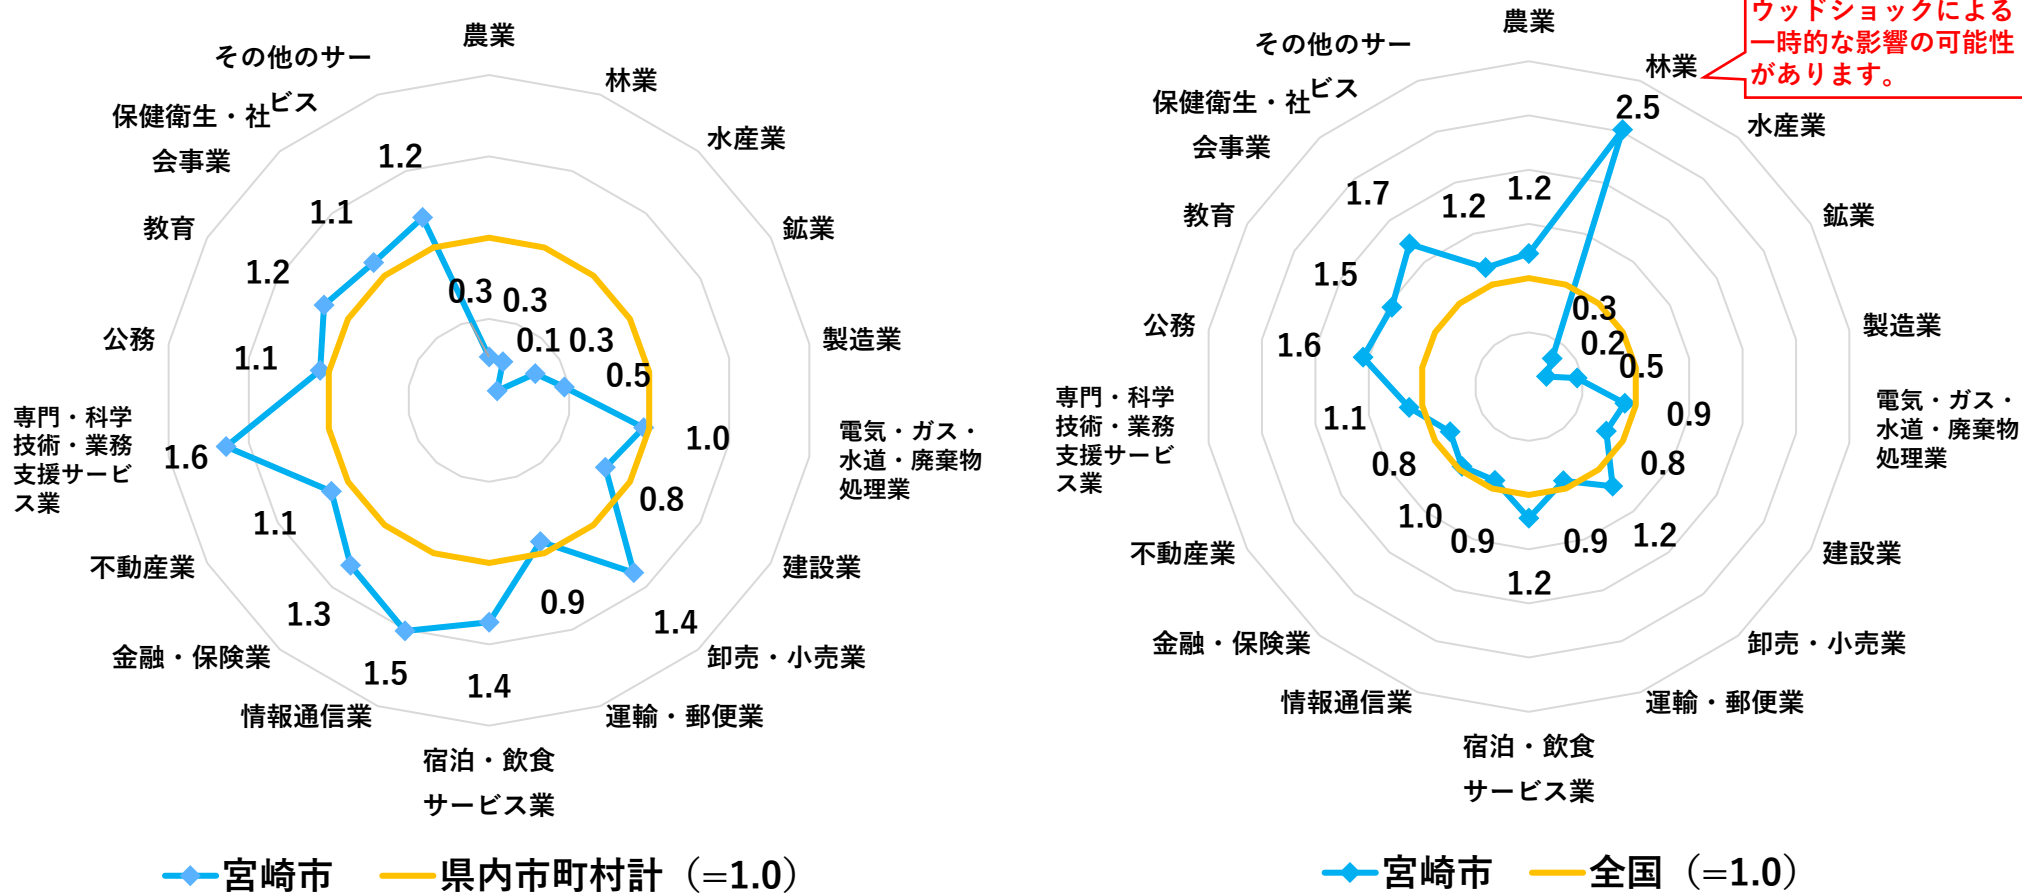 農業
林業
水産業
鉱業
製造業
電気・ガス・
水道・廃棄物
処理業
建設業
卸売・小売業
運輸・郵便業
宿泊・飲食
サービス業
情報通信業
金融・保険業
不動産業
専門・科学
技術・業務
支援サービ
ス業
公務
教育
保健衛生・社
会事業
その他のサー
ビス
0.3
0.3
0.1
0.3
0.5
1.0
0.8
1.4
0.9
1.4
1.5
1.3
1.1
1.6
1.1
1.2
1.1
1.2
宮崎市
県内市町村計（=1.0）
ウッドショックによる
一時的な影響の可能性
があります。
農業
林業
水産業
鉱業
製造業
電気・ガス・
水道・廃棄物
処理業
建設業
卸売・小売業
運輸・郵便業
宿泊・飲食
サービス業
情報通信業
金融・保険業
不動産業
専門・科学
技術・業務
支援サービ
ス業
公務
教育
保健衛生・社
会事業
その他のサー
ビス
1.2
2.5
0.3
0.2
0.5
0.9
0.8
1.2
0.9
1.2
0.9
1.0
0.8
1.1
1.6
1.5
1.7
1.2
宮崎市
全国（=1.0）